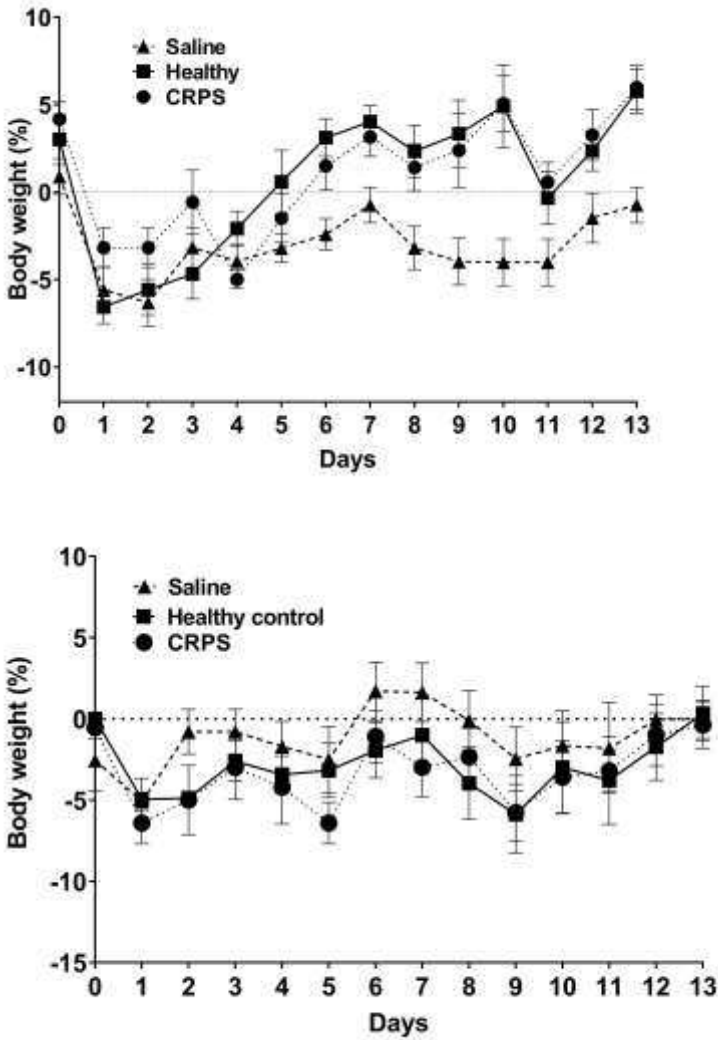 10
Saline
Healthy
CRPS
5
0
-5
-10
Body weight (%)
0 1 2 3 4 5 6 7 8 9 10 11 12 13
Days
10
Saline
Healthy control
CRPS
5
0
-5
-10
-15
Body weight (%)
0 1 2 3 4 5 6 7 8 9 10 11 12 13
Days